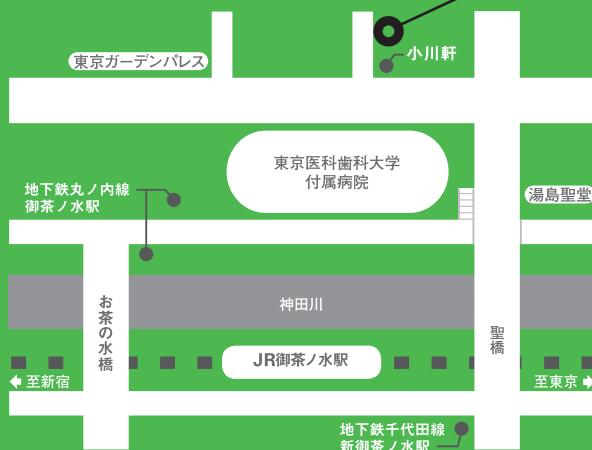 小川軒
東京ガーデンパレス
東京医科歯科大学
付属病院
地下鉄丸ノ内線
御茶ノ水駅
湯島聖堂
神田川
お茶の水橋
聖橋
JR御茶ノ水駅
至新宿
至東京
地下鉄千代田線
新御茶ノ水駅